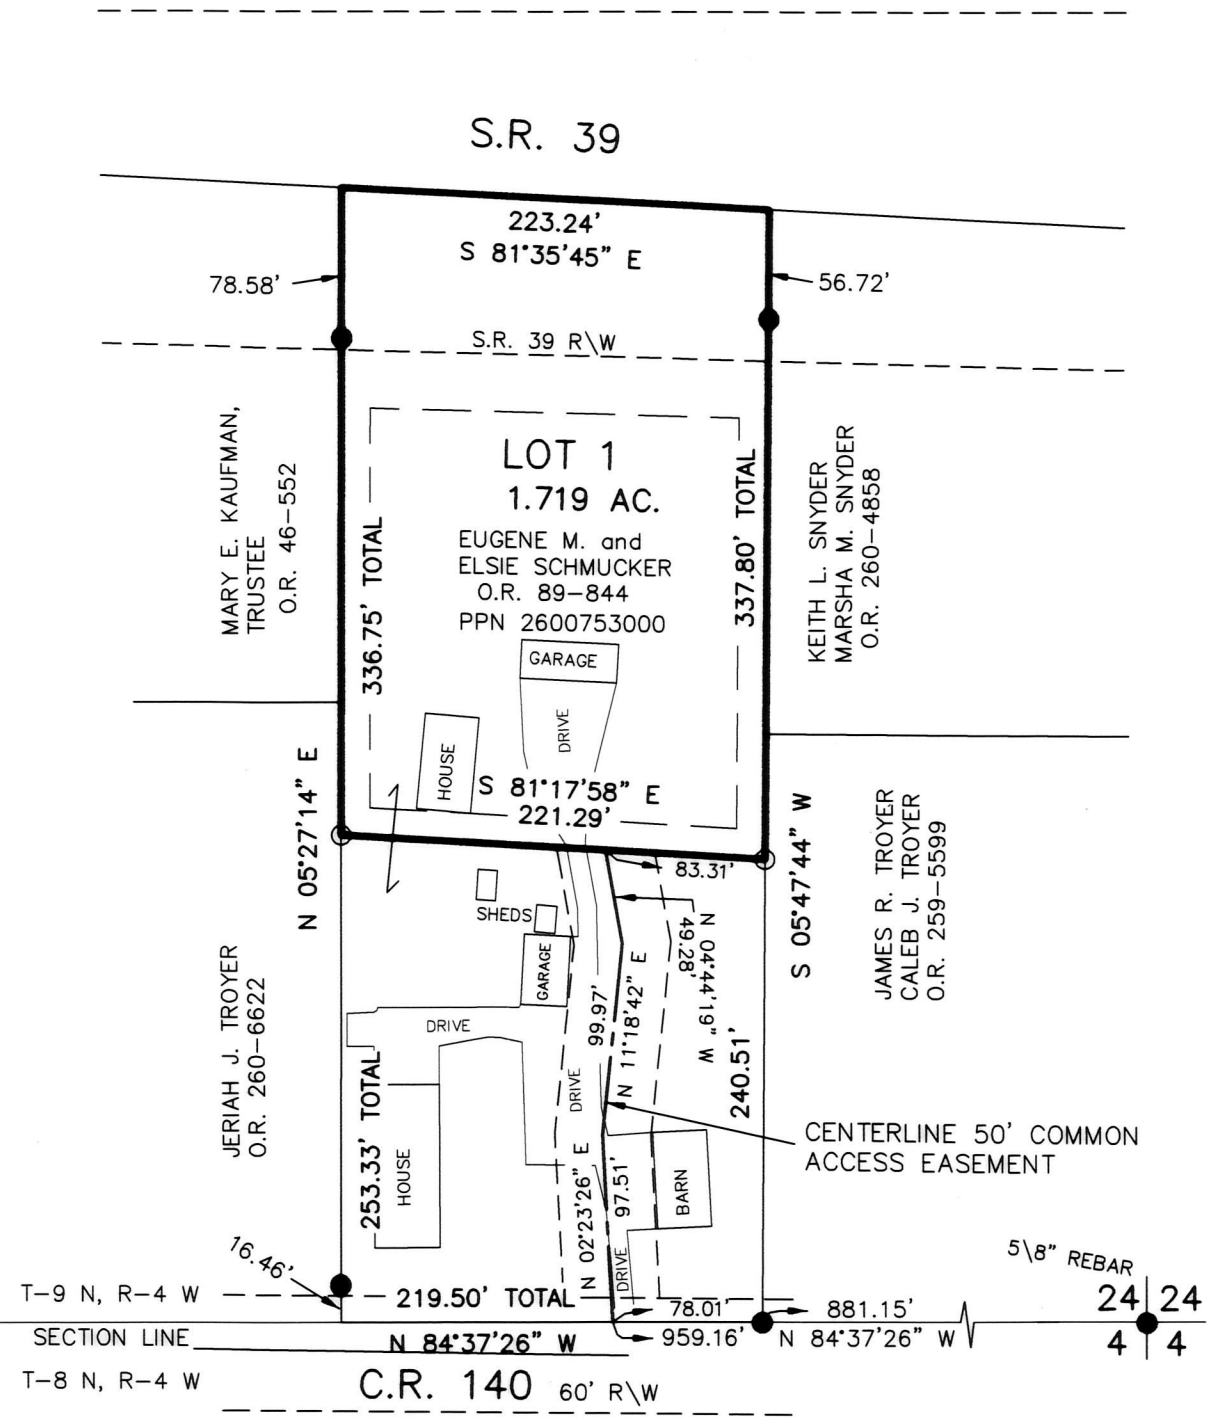 S.R. 39
223.24'
S 81°35'45" E
78.58'
56.72'
S.R. 39 R\W
MARY E. KAUFMAN,
TRUSTEE
O.R. 46-552
336.75' TOTAL
LOT 1
1.719 AC.
EUGENE M. and
ELSIE SCHMUCKER
O.R. 89-844
PPN 2600753000
337.80' TOTAL
KEITH L. SNYDER
MARSHA M. SNYDER
O.R. 260-4858
GARAGE
DRIVE
HOUSE
S 81°17'58" E
221.29'
N 05°27'14" E
S 05°47'44" W
JAMES R. TROYER
CALEB J. TROYER
O.R. 259-5599
83.31'
SHEDS
GARAGE
N 04°44'19" W
49.28'
JERIAH J. TROYER
O.R. 260-6622
DRIVE
99.97'
N 11°18'42" E
240.51'
253.33' TOTAL
HOUSE
DRIVE
CENTERLINE 50' COMMON
ACCESS EASEMENT
N 02°23'26" E
97.51'
BARN
DRIVE
16.46'
5\8" REBAR
T-9 N, R-4 W
219.50' TOTAL
78.01'
881.15'
24 24
SECTION LINE
N 84°37'26" W
959.16'
N 84°37'26" W
4 4
T-8 N, R-4 W
C.R. 140 60' R\W